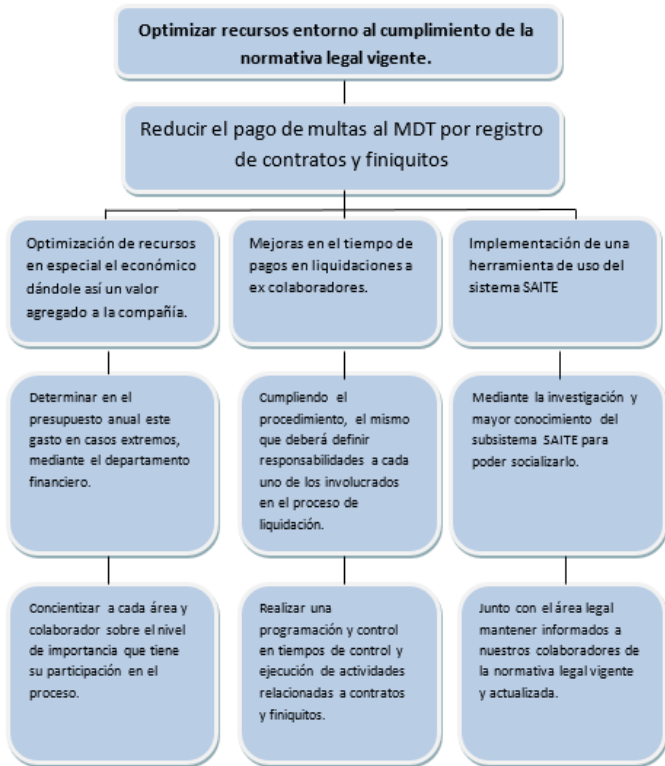 Optimizar recursos entorno al cumplimiento de la
normativa legal vigente.
Reducir el pago de multas al MDT por registro
de contratos y finiquitos
Optimización de recursos
en especial el económico
dándole así un valor
agregado a la compañía.
Mejoras en el tiempo de
pagos en liquidaciones a
ex colaboradores.
Implementación de una
herramienta de uso del
sistema SAITE
Determinar en el
presupuesto anual este
gasto en casos extremos,
mediante el departamento
financiero.
Cumpliendo el
procedimiento, el mismo
que deberá definir
responsabilidades a cada
uno de los involucrados
en el proceso de
liquidación.
Mediante la investigación y
mayor conocimiento del
subsistema SAITE para
poder socializarlo.
Concientizar a cada área y
colaborador sobre el nivel
de importancia que tiene
su participación en el
proceso.
Realizar una
programación y control
en tiempos de control y
ejecución de actividades
relacionadas a contratos
y finiquitos.
Junto con el área legal
mantener informados a
nuestros colaboradores de
la normativa legal vigente
y actualizada.